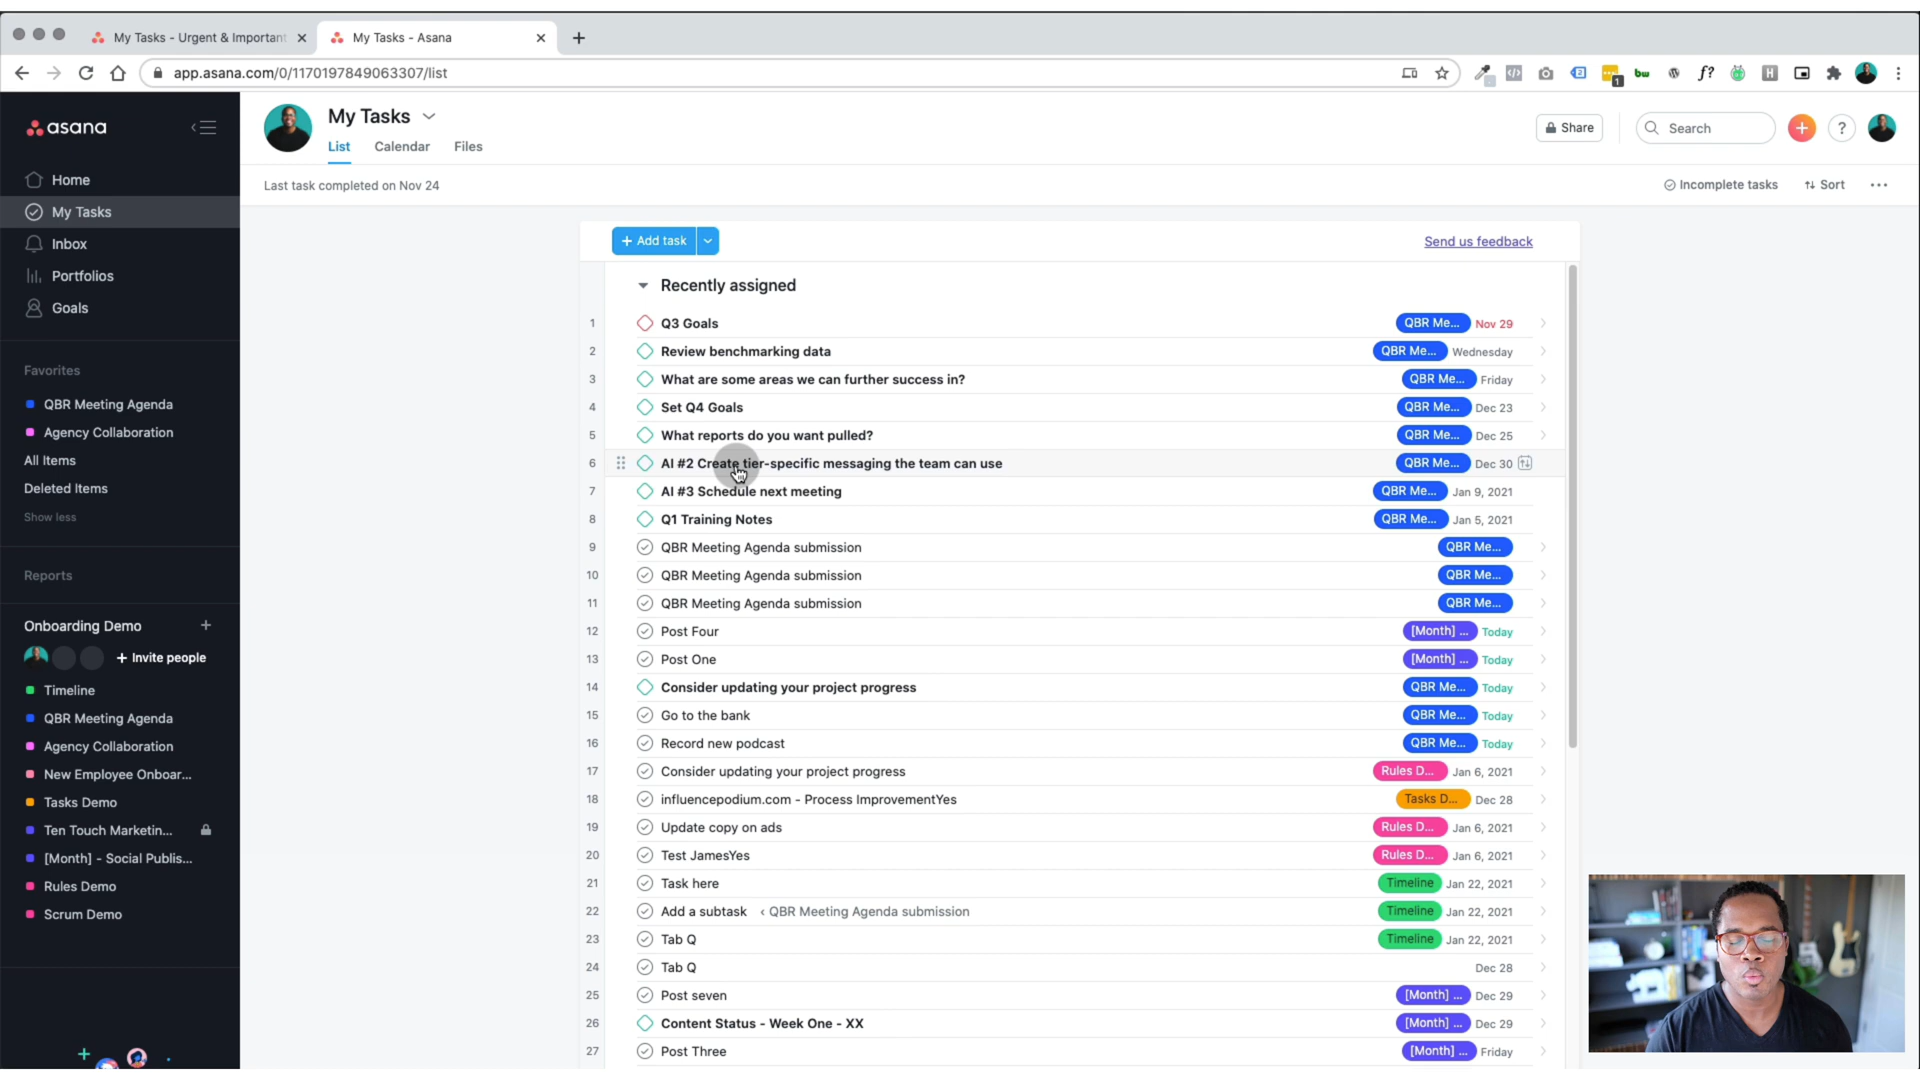 My Tasks - Urgent & Important
My Tasks - Asana
app.asana.com/0/1170197849063307/list
asana
My Tasks
List
Calendar
Files
Share
Search
?
Last task completed on Nov 24
Incomplete tasks
Sort
Home
My Tasks
Inbox
Portfolios
Goals
Favorites
QBR Meeting Agenda
Agency Collaboration
All Items
Deleted Items
Show less
Reports
Onboarding Demo
+ Invite people
Timeline
QBR Meeting Agenda
Agency Collaboration
New Employee Onboar...
Tasks Demo
Ten Touch Marketin...
[Month] - Social Publis...
Rules Demo
Scrum Demo
+ Add task
Send us feedback
Recently assigned
1 Q3 Goals QBR Me... Nov 29
2 Review benchmarking data QBR Me... Wednesday
3 What are some areas we can further success in? QBR Me... Friday
4 Set Q4 Goals QBR Me... Dec 23
5 What reports do you want pulled? QBR Me... Dec 25
6 AI #2 Create tier-specific messaging the team can use QBR Me... Dec 30
7 AI #3 Schedule next meeting QBR Me... Jan 9, 2021
8 Q1 Training Notes QBR Me... Jan 5, 2021
9 QBR Meeting Agenda submission QBR Me...
10 QBR Meeting Agenda submission QBR Me...
11 QBR Meeting Agenda submission QBR Me...
12 Post Four [Month] ... Today
13 Post One [Month] ... Today
14 Consider updating your project progress QBR Me... Today
15 Go to the bank QBR Me... Today
16 Record new podcast QBR Me... Today
17 Consider updating your project progress Rules D... Jan 6, 2021
18 influencepodium.com - Process ImprovementYes Tasks D... Dec 28
19 Update copy on ads Rules D... Jan 6, 2021
20 Test JamesYes Rules D... Jan 6, 2021
21 Task here Timeline Jan 22, 2021
22 Add a subtask ‹ QBR Meeting Agenda submission Timeline Jan 22, 2021
23 Tab Q Timeline Jan 22, 2021
24 Tab Q Dec 28
25 Post seven [Month] ... Dec 29
26 Content Status - Week One - XX [Month] ... Dec 29
27 Post Three [Month] ... Friday